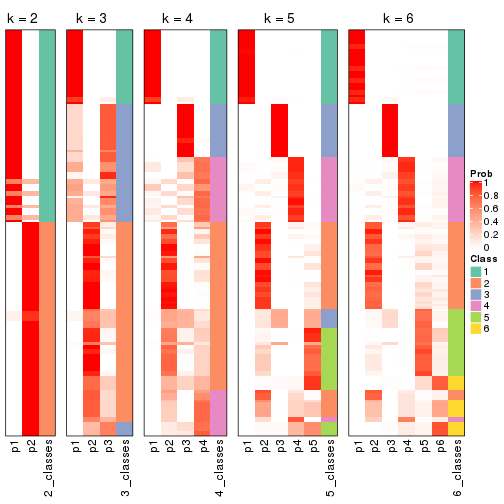 k = 2
k = 3
k = 4
k = 5
k = 6
p1
p2
2_classes
p1
p2
p3
3_classes
p1
p2
p3
p4
4_classes
p1
p2
p3
p4
p5
5_classes
p1
p2
p3
p4
p5
p6
6_classes
Prob
1
0.8
0.6
0.4
0.2
0
Class
1
2
3
4
5
6